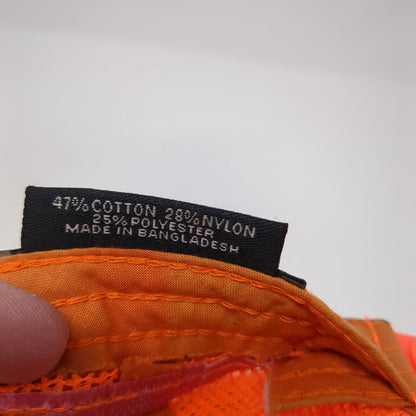 47% COTTON 28% NYLON
25% POLYESTER
MADE IN BANGLADESH